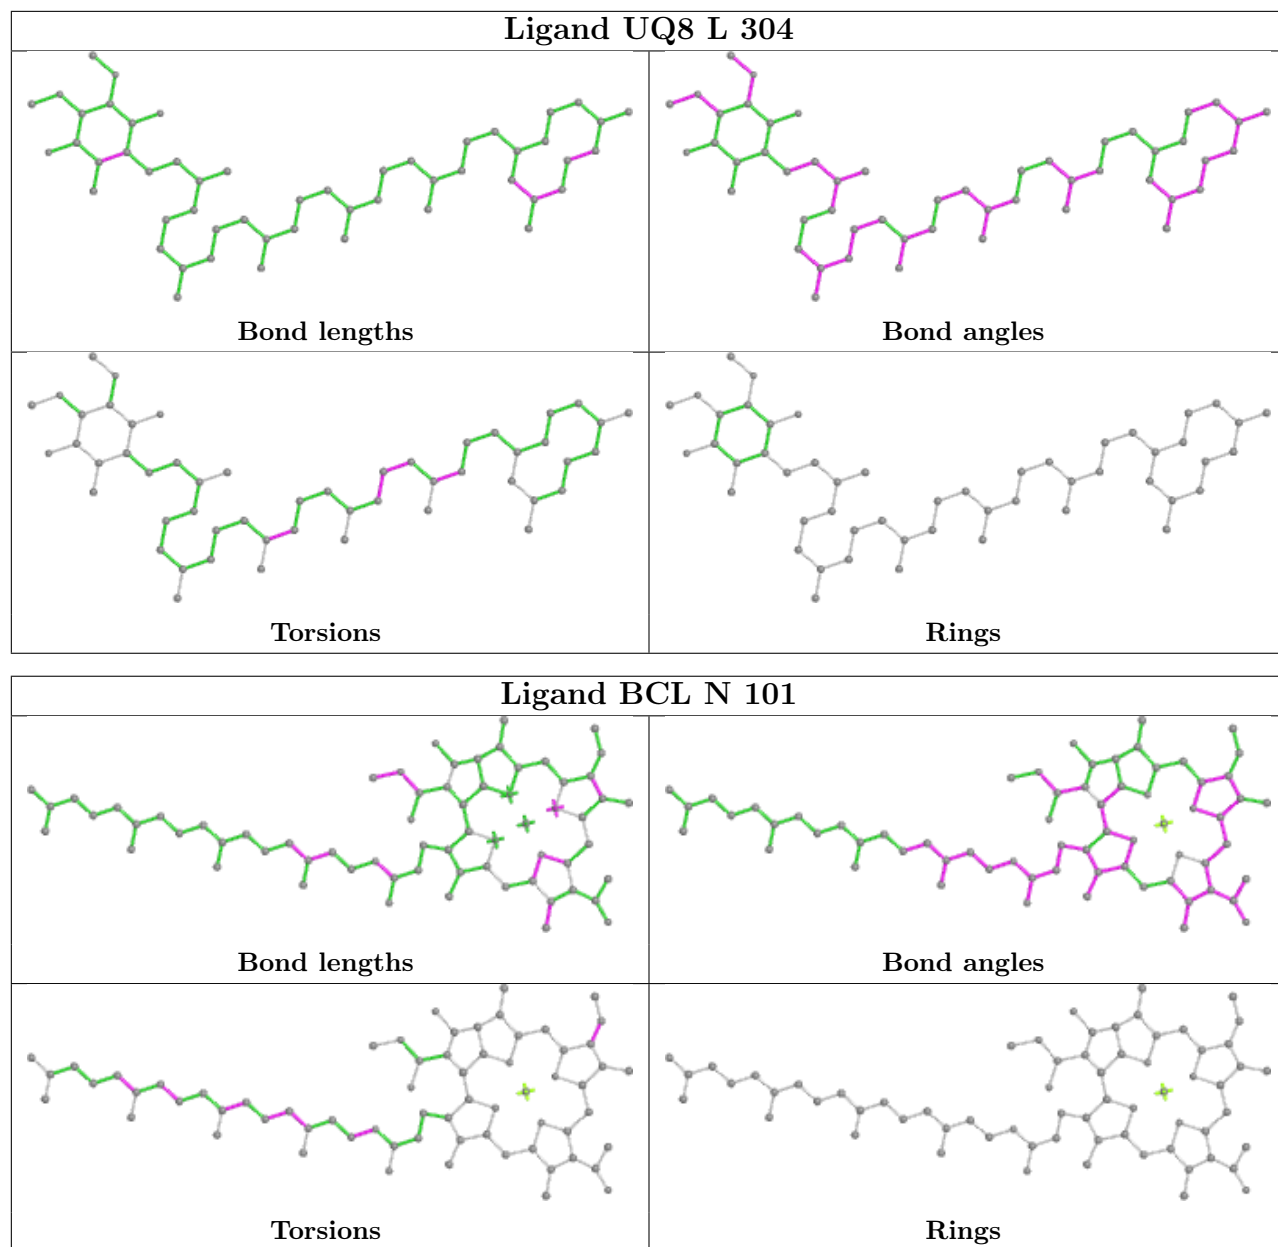 Ligand UQ8 L 304
Bond lengths
Bond angles
Torsions
Rings
Ligand BCL N 101
Bond lengths
Bond angles
Torsions
Rings